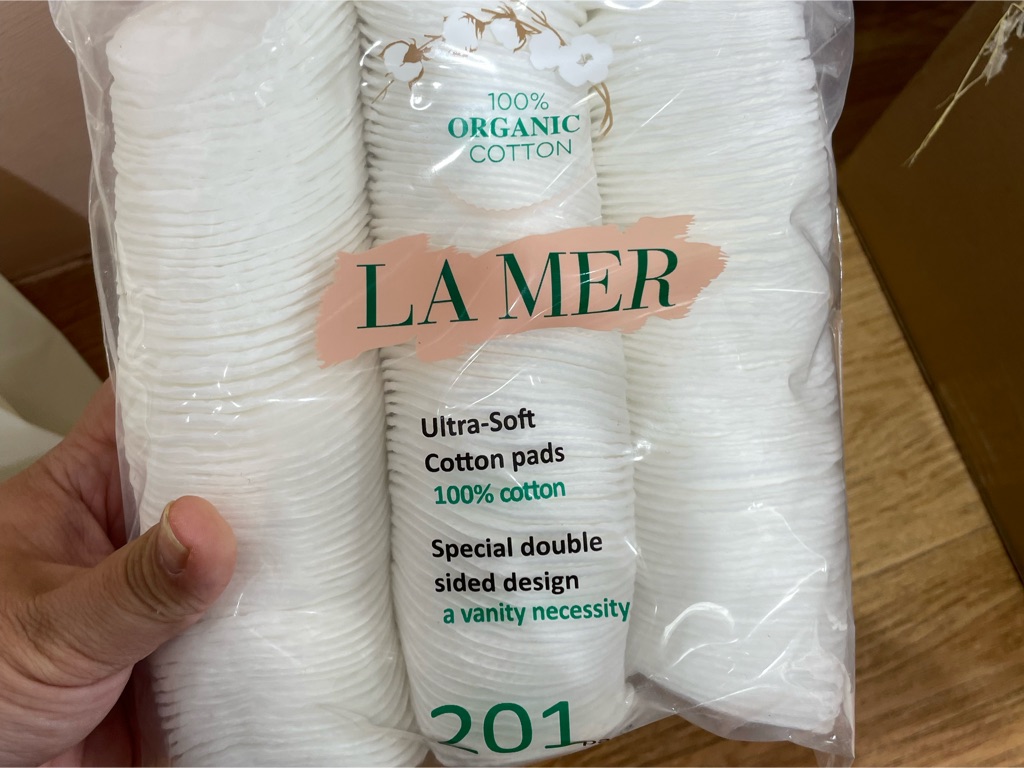 100%
ORGANIC
COTTON
LA MER
Ultra-Soft
Cotton pads
100% cotton
Special double
sided design
a vanity necessity
201